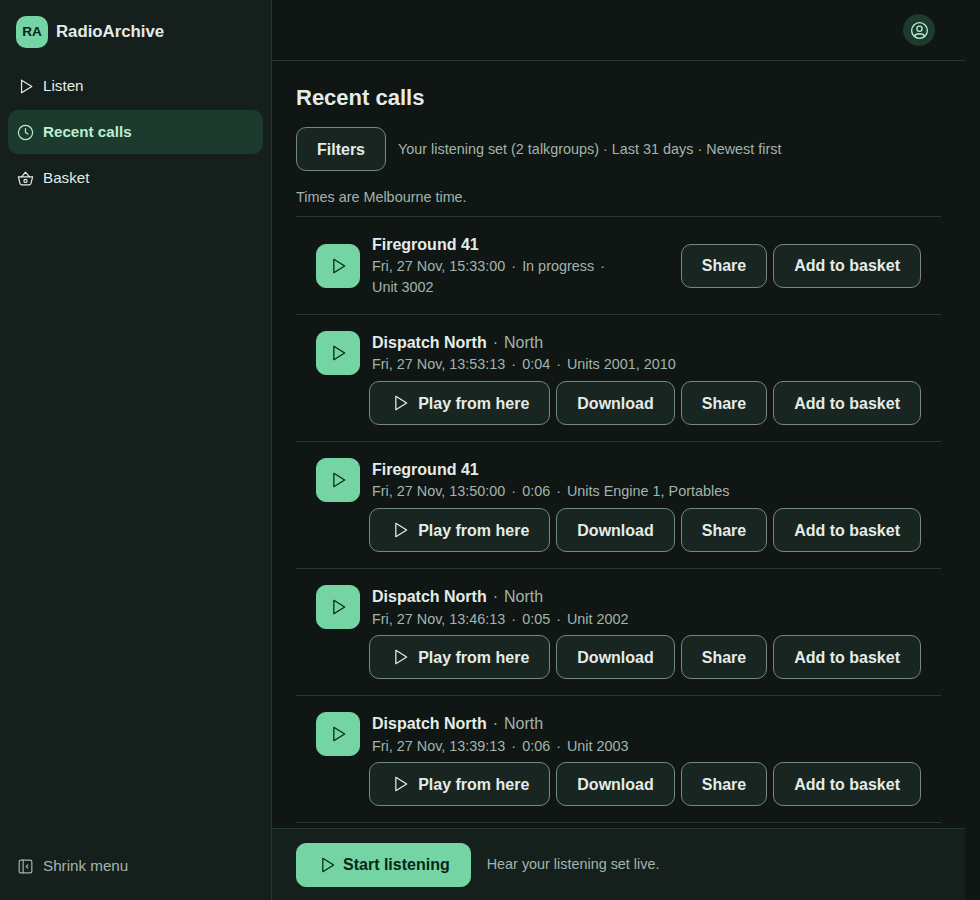 RA RadioArchive
Listen
Recent calls
Basket
Shrink menu
Recent calls
Filters Your listening set (2 talkgroups) · Last 31 days · Newest first
Times are Melbourne time.
Fireground 41
Fri, 27 Nov, 15:33:00 · In progress ·
Unit 3002
Share Add to basket
Dispatch North · North
Fri, 27 Nov, 13:53:13 · 0:04 · Units 2001, 2010
Play from here Download Share Add to basket
Fireground 41
Fri, 27 Nov, 13:50:00 · 0:06 · Units Engine 1, Portables
Play from here Download Share Add to basket
Dispatch North · North
Fri, 27 Nov, 13:46:13 · 0:05 · Unit 2002
Play from here Download Share Add to basket
Dispatch North · North
Fri, 27 Nov, 13:39:13 · 0:06 · Unit 2003
Play from here Download Share Add to basket
Start listening Hear your listening set live.